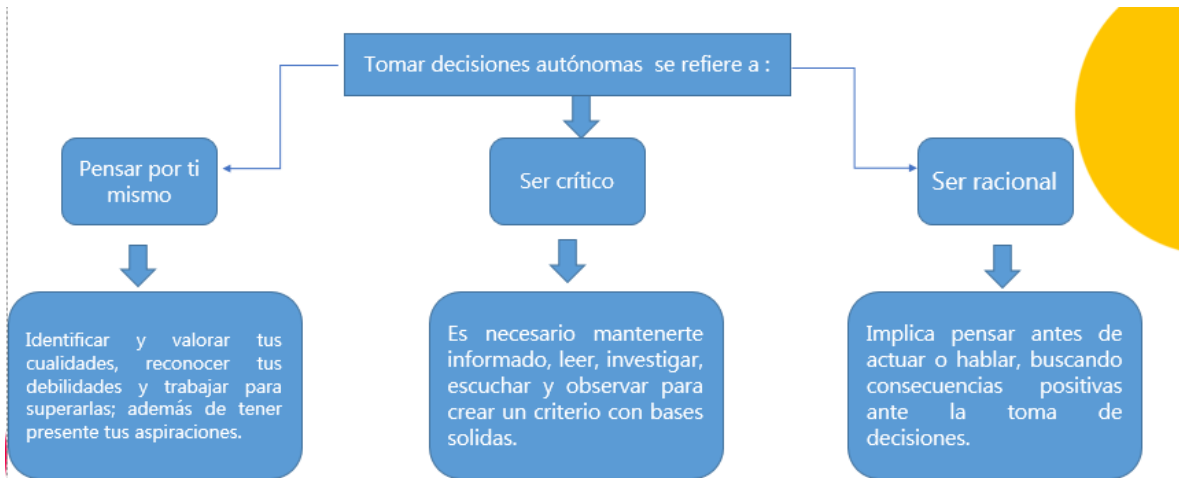 Tomar decisiones autónomas se refiere a :
Pensar por ti
mismo
Ser crítico
Ser racional
Identificar y valorar tus
cualidades, reconocer tus
debilidades y trabajar para
superarlas; además de tener
presente tus aspiraciones.
Es necesario mantenerte
informado, leer, investigar,
escuchar y observar para
crear un criterio con bases
solidas.
Implica pensar antes de
actuar o hablar, buscando
consecuencias positivas
ante la toma de
decisiones.